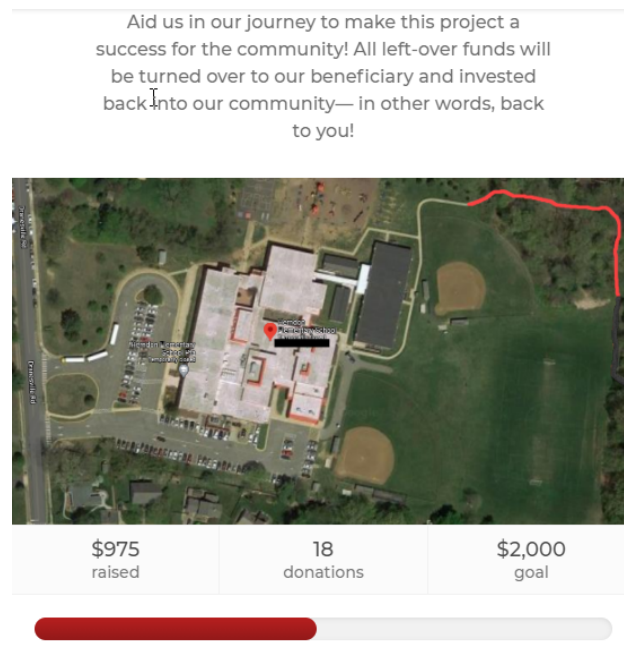 Aid us in our journey to make this project a
success for the community! All left-over funds will
be turned over to our beneficiary and invested
back into our community— in other words, back
to you!
Elementary School
$975
raised
18
donations
$2,000
goal